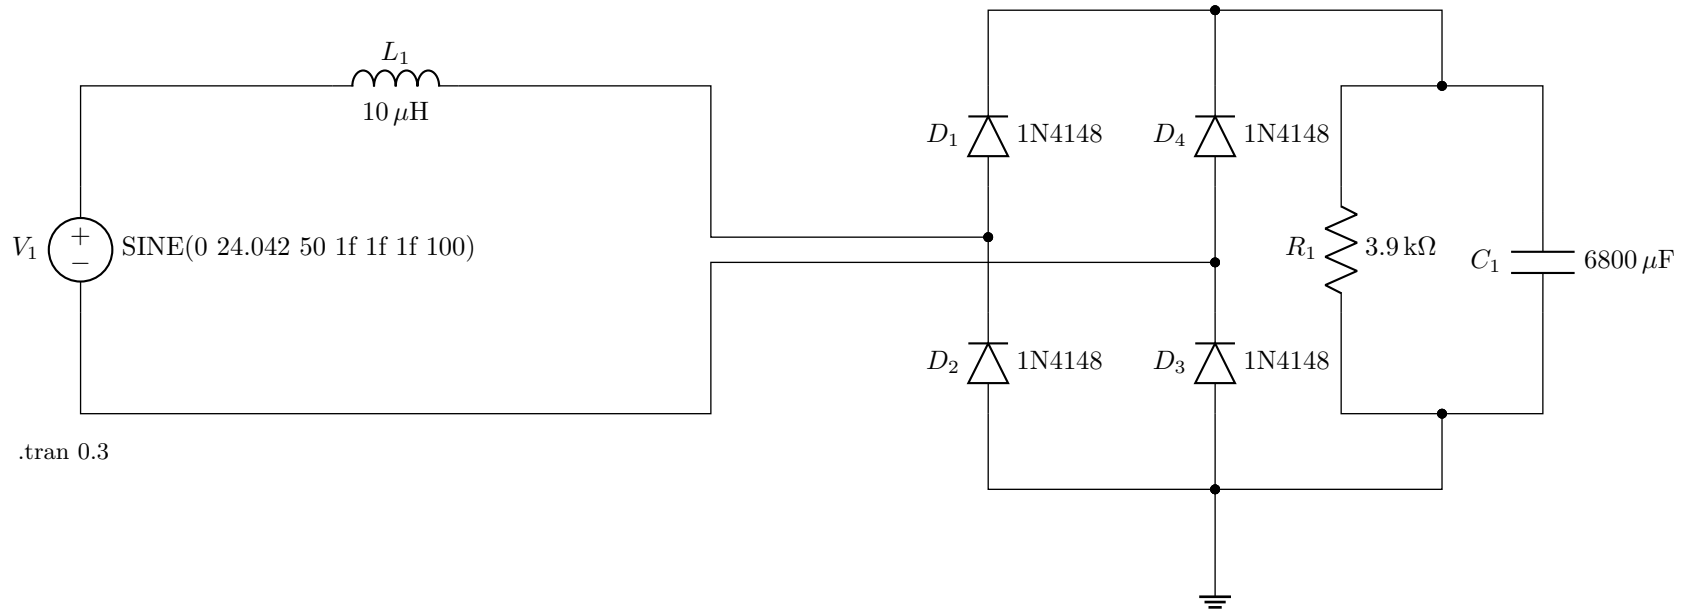 L₁
10 μH
D₁ 1N4148
D₄ 1N4148
V₁
+
−
SINE(0 24.042 50 1f 1f 1f 100)
R₁ 3.9 kΩ
C₁ 6800 μF
D₂ 1N4148
D₃ 1N4148
.tran 0.3